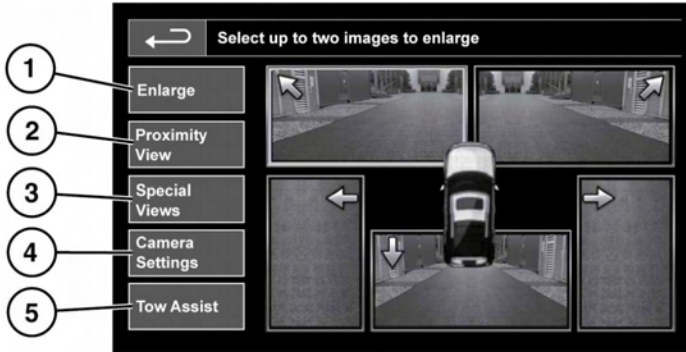 Select up to two images to enlarge
1
Enlarge
2
Proximity
View
3
Special
Views
4
Camera
Settings
5
Tow Assist